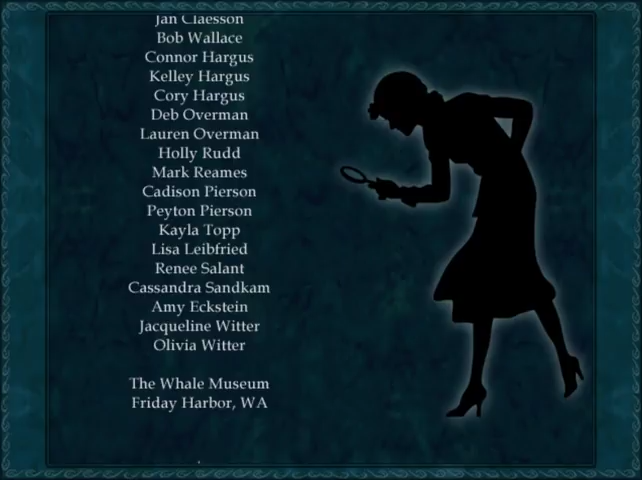 Jan Claesson
Bob Wallace
Connor Hargus
Kelley Hargus
Cory Hargus
Deb Overman
Lauren Overman
Holly Rudd
Mark Reames
Cadison Pierson
Peyton Pierson
Kayla Topp
Lisa Leibfried
Renee Salant
Cassandra Sandkam
Amy Eckstein
Jacqueline Witter
Olivia Witter
The Whale Museum
Friday Harbor, WA